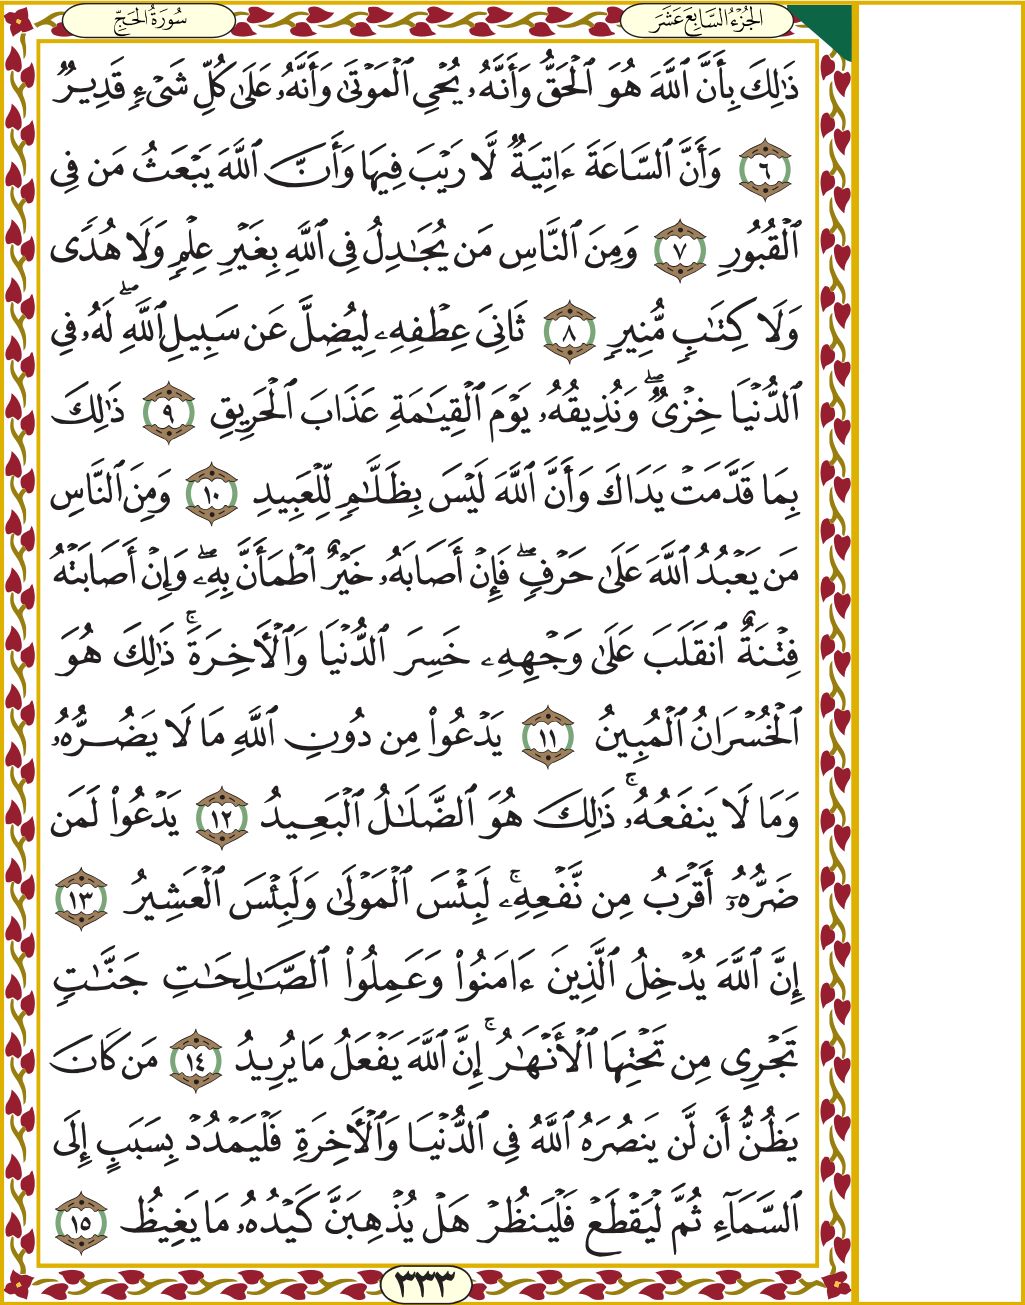 الجُزْءُ السَّابِعَ عَشَرَ سُورَةُ الحَجِّ
ذَٰلِكَ بِأَنَّ ٱللَّهَ هُوَ ٱلْحَقُّ وَأَنَّهُۥ يُحْىِ ٱلْمَوْتَىٰ وَأَنَّهُۥ عَلَىٰ كُلِّ شَىْءٍۢ قَدِيرٌۭ
٦ وَأَنَّ ٱلسَّاعَةَ ءَاتِيَةٌۭ لَّا رَيْبَ فِيهَا وَأَنَّ ٱللَّهَ يَبْعَثُ مَن فِى
ٱلْقُبُورِ ٧ وَمِنَ ٱلنَّاسِ مَن يُجَـٰدِلُ فِى ٱللَّهِ بِغَيْرِ عِلْمٍۢ وَلَا هُدًۭى
وَلَا كِتَـٰبٍۢ مُّنِيرٍۢ ٨ ثَانِىَ عِطْفِهِۦ لِيُضِلَّ عَن سَبِيلِ ٱللَّهِ ۖ لَهُۥ فِى
ٱلدُّنْيَا خِزْىٌۭ ۖ وَنُذِيقُهُۥ يَوْمَ ٱلْقِيَـٰمَةِ عَذَابَ ٱلْحَرِيقِ ٩ ذَٰلِكَ
بِمَا قَدَّمَتْ يَدَاكَ وَأَنَّ ٱللَّهَ لَيْسَ بِظَلَّـٰمٍۢ لِّلْعَبِيدِ ١٠ وَمِنَ ٱلنَّاسِ
مَن يَعْبُدُ ٱللَّهَ عَلَىٰ حَرْفٍۢ ۖ فَإِنْ أَصَابَهُۥ خَيْرٌ ٱطْمَأَنَّ بِهِۦ ۖ وَإِنْ أَصَابَتْهُ
فِتْنَةٌ ٱنقَلَبَ عَلَىٰ وَجْهِهِۦ خَسِرَ ٱلدُّنْيَا وَٱلْـَٔاخِرَةَ ۚ ذَٰلِكَ هُوَ
ٱلْخُسْرَانُ ٱلْمُبِينُ ١١ يَدْعُوا۟ مِن دُونِ ٱللَّهِ مَا لَا يَضُرُّهُۥ
وَمَا لَا يَنفَعُهُۥ ۚ ذَٰلِكَ هُوَ ٱلضَّلَـٰلُ ٱلْبَعِيدُ ١٢ يَدْعُوا۟ لَمَن
ضَرُّهُۥٓ أَقْرَبُ مِن نَّفْعِهِۦ ۚ لَبِئْسَ ٱلْمَوْلَىٰ وَلَبِئْسَ ٱلْعَشِيرُ ١٣
إِنَّ ٱللَّهَ يُدْخِلُ ٱلَّذِينَ ءَامَنُوا۟ وَعَمِلُوا۟ ٱلصَّـٰلِحَـٰتِ جَنَّـٰتٍۢ
تَجْرِى مِن تَحْتِهَا ٱلْأَنْهَـٰرُ ۚ إِنَّ ٱللَّهَ يَفْعَلُ مَا يُرِيدُ ١٤ مَن كَانَ
يَظُنُّ أَن لَّن يَنصُرَهُ ٱللَّهُ فِى ٱلدُّنْيَا وَٱلْـَٔاخِرَةِ فَلْيَمْدُدْ بِسَبَبٍ إِلَى
ٱلسَّمَآءِ ثُمَّ لْيَقْطَعْ فَلْيَنظُرْ هَلْ يُذْهِبَنَّ كَيْدُهُۥ مَا يَغِيظُ ١٥
٣٣٣